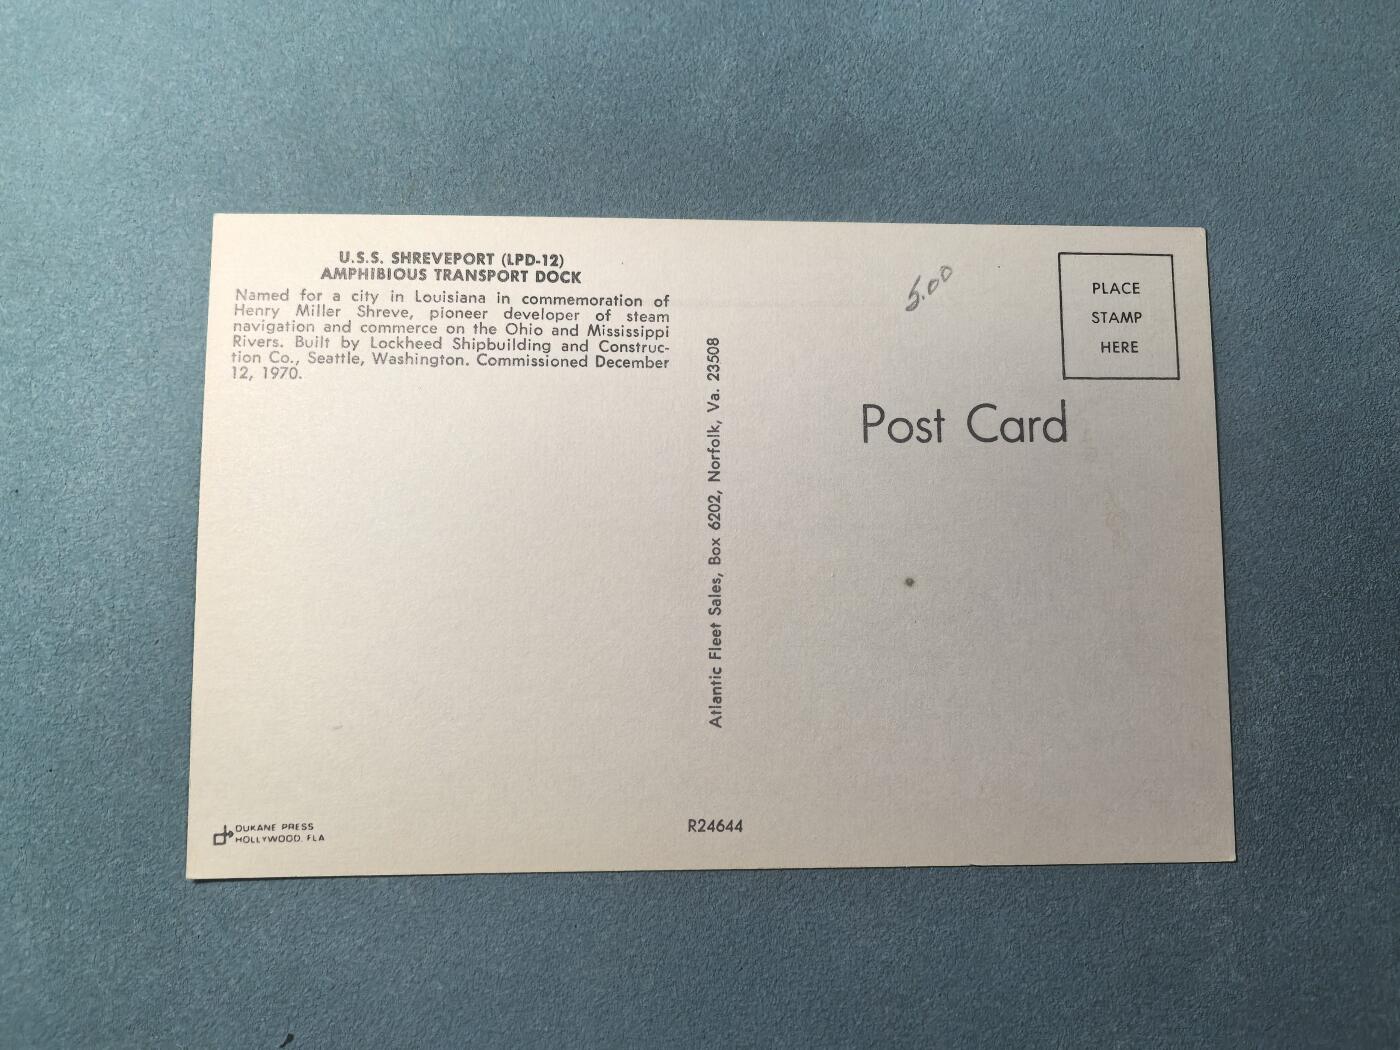 U.S.S. SHREVEPORT (LPD-12)
AMPHIBIOUS TRANSPORT DOCK
Named for a city in Louisiana in commemoration of
Henry Miller Shreve, pioneer developer of steam
navigation and commerce on the Ohio and Mississippi
Rivers. Built by Lockheed Shipbuilding and Construc-
tion Co., Seattle, Washington. Commissioned December
12, 1970.
DUKANE PRESS
HOLLYWOOD. FLA
Atlantic Fleet Sales, Box 6202, Norfolk, Va. 23508
R24644
5.00
PLACE
STAMP
HERE
Post Card